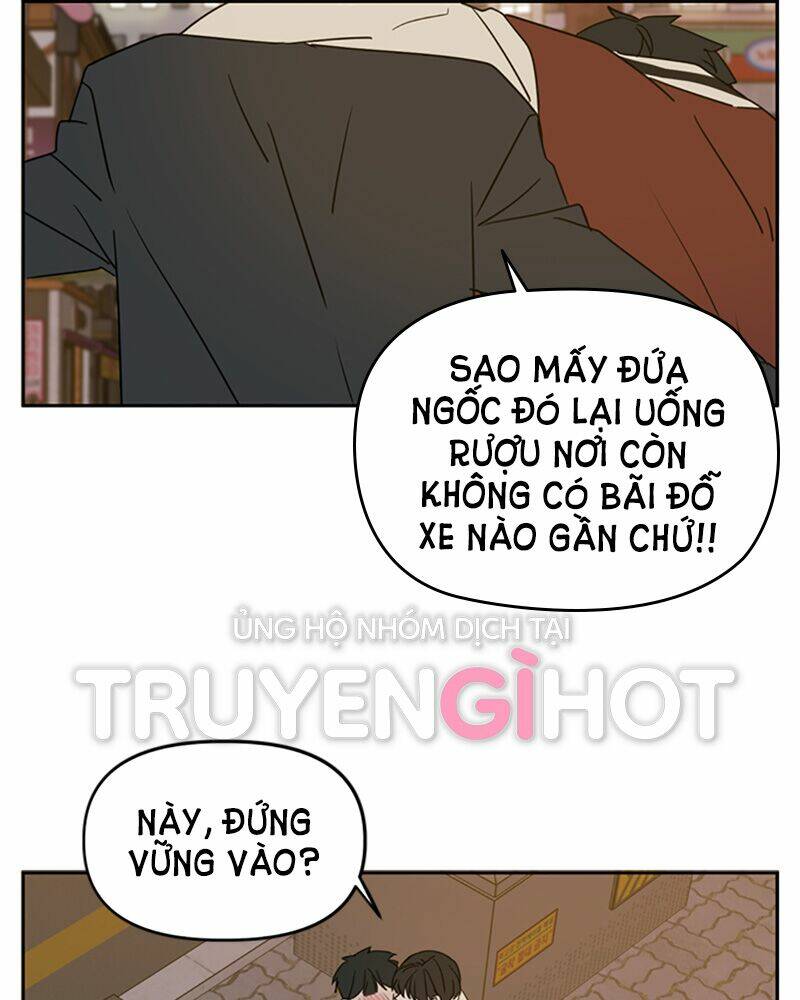 SAO MẤY ĐỨA
NGỐC ĐÓ LẠI UỐNG
RƯỢU NƠI CÒN
KHÔNG CÓ BÃI ĐỖ
XE NÀO GẦN CHỨ!!
ỦNG HỘ NHÓM DỊCH TẠI
TRUYENGIHOT
NÀY, ĐỨNG
VỮNG VÀO?